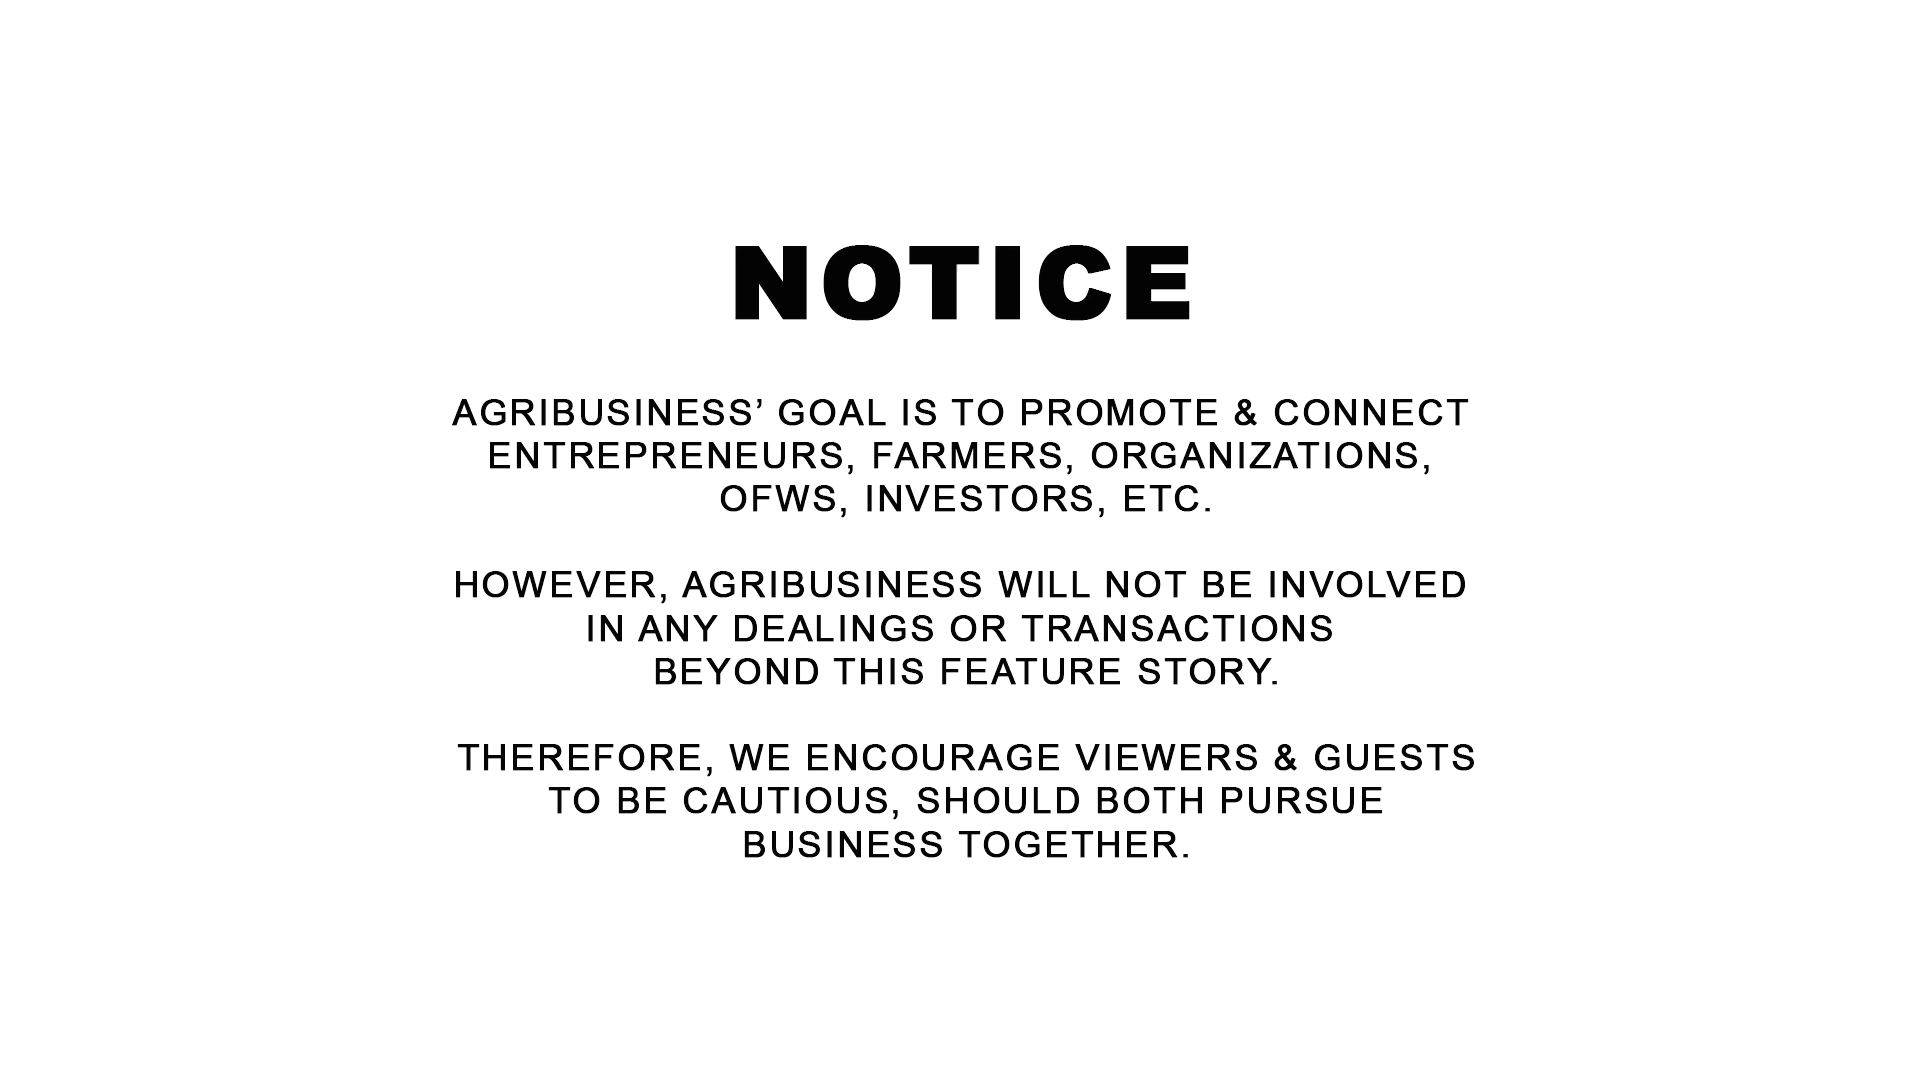 NOTICE
AGRIBUSINESS’ GOAL IS TO PROMOTE & CONNECT
ENTREPRENEURS, FARMERS, ORGANIZATIONS,
OFWS, INVESTORS, ETC.
HOWEVER, AGRIBUSINESS WILL NOT BE INVOLVED
IN ANY DEALINGS OR TRANSACTIONS
BEYOND THIS FEATURE STORY.
THEREFORE, WE ENCOURAGE VIEWERS & GUESTS
TO BE CAUTIOUS, SHOULD BOTH PURSUE
BUSINESS TOGETHER.